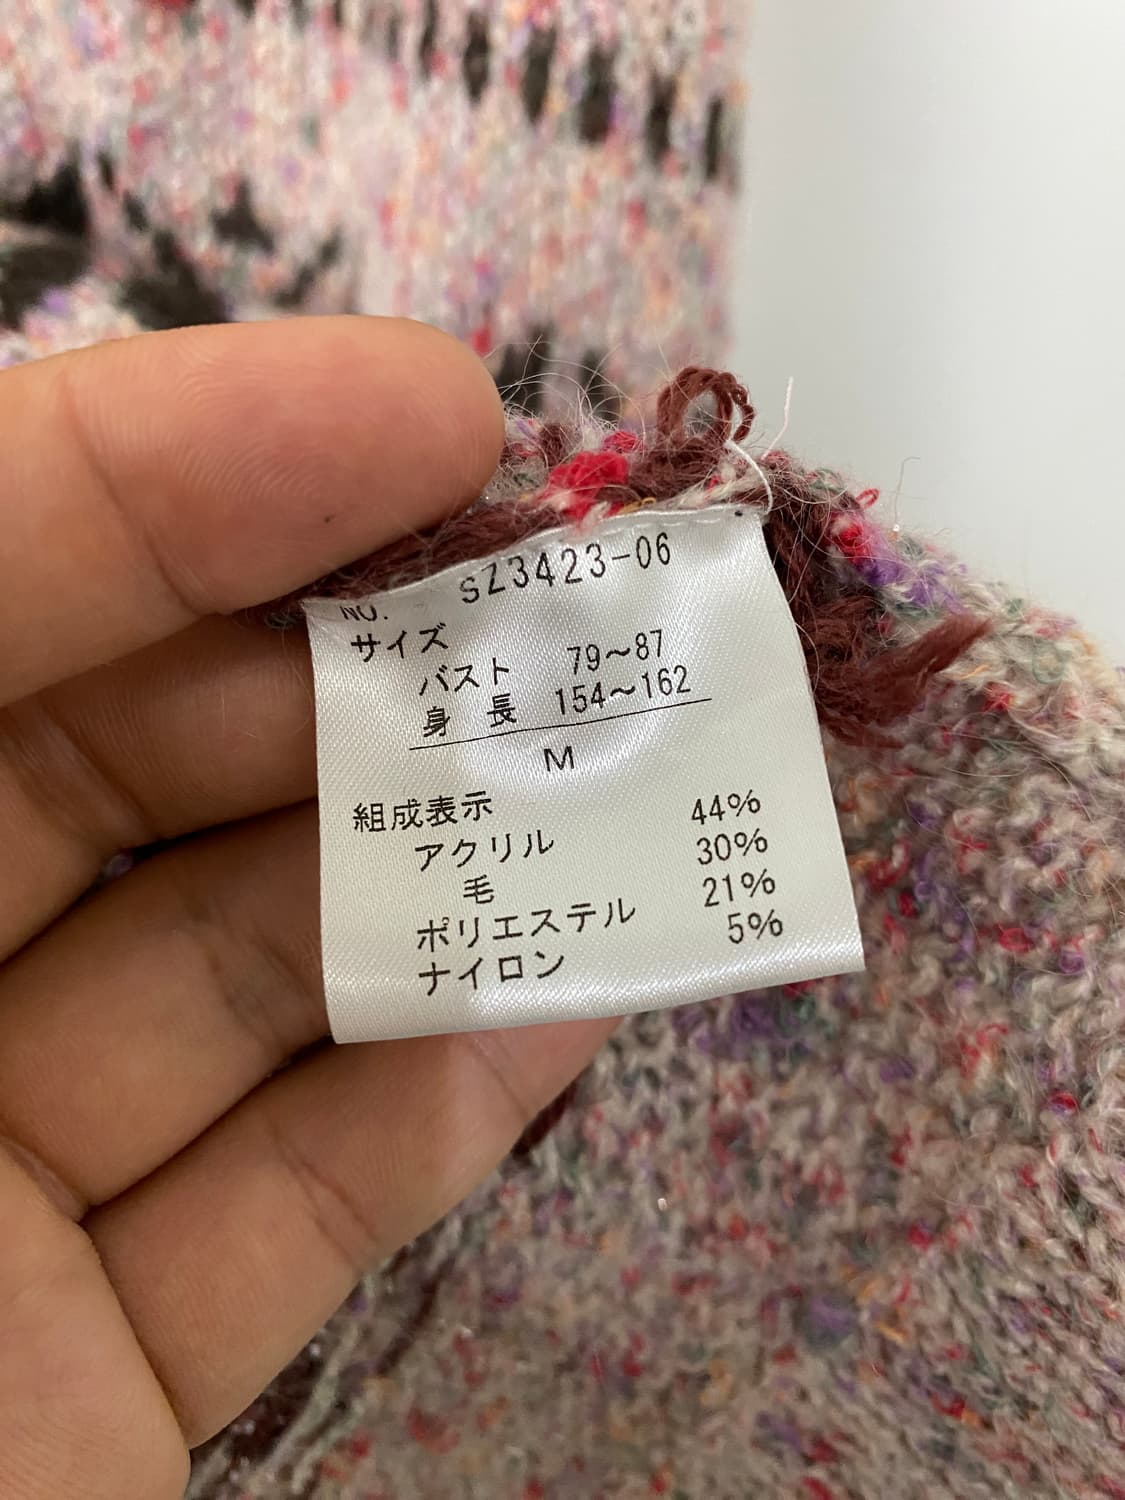 NO. SZ3423-06
サイズ
バスト 79～87
身 長 154～162
M
組成表示
アクリル 44%
毛 30%
ポリエステル 21%
ナイロン 5%